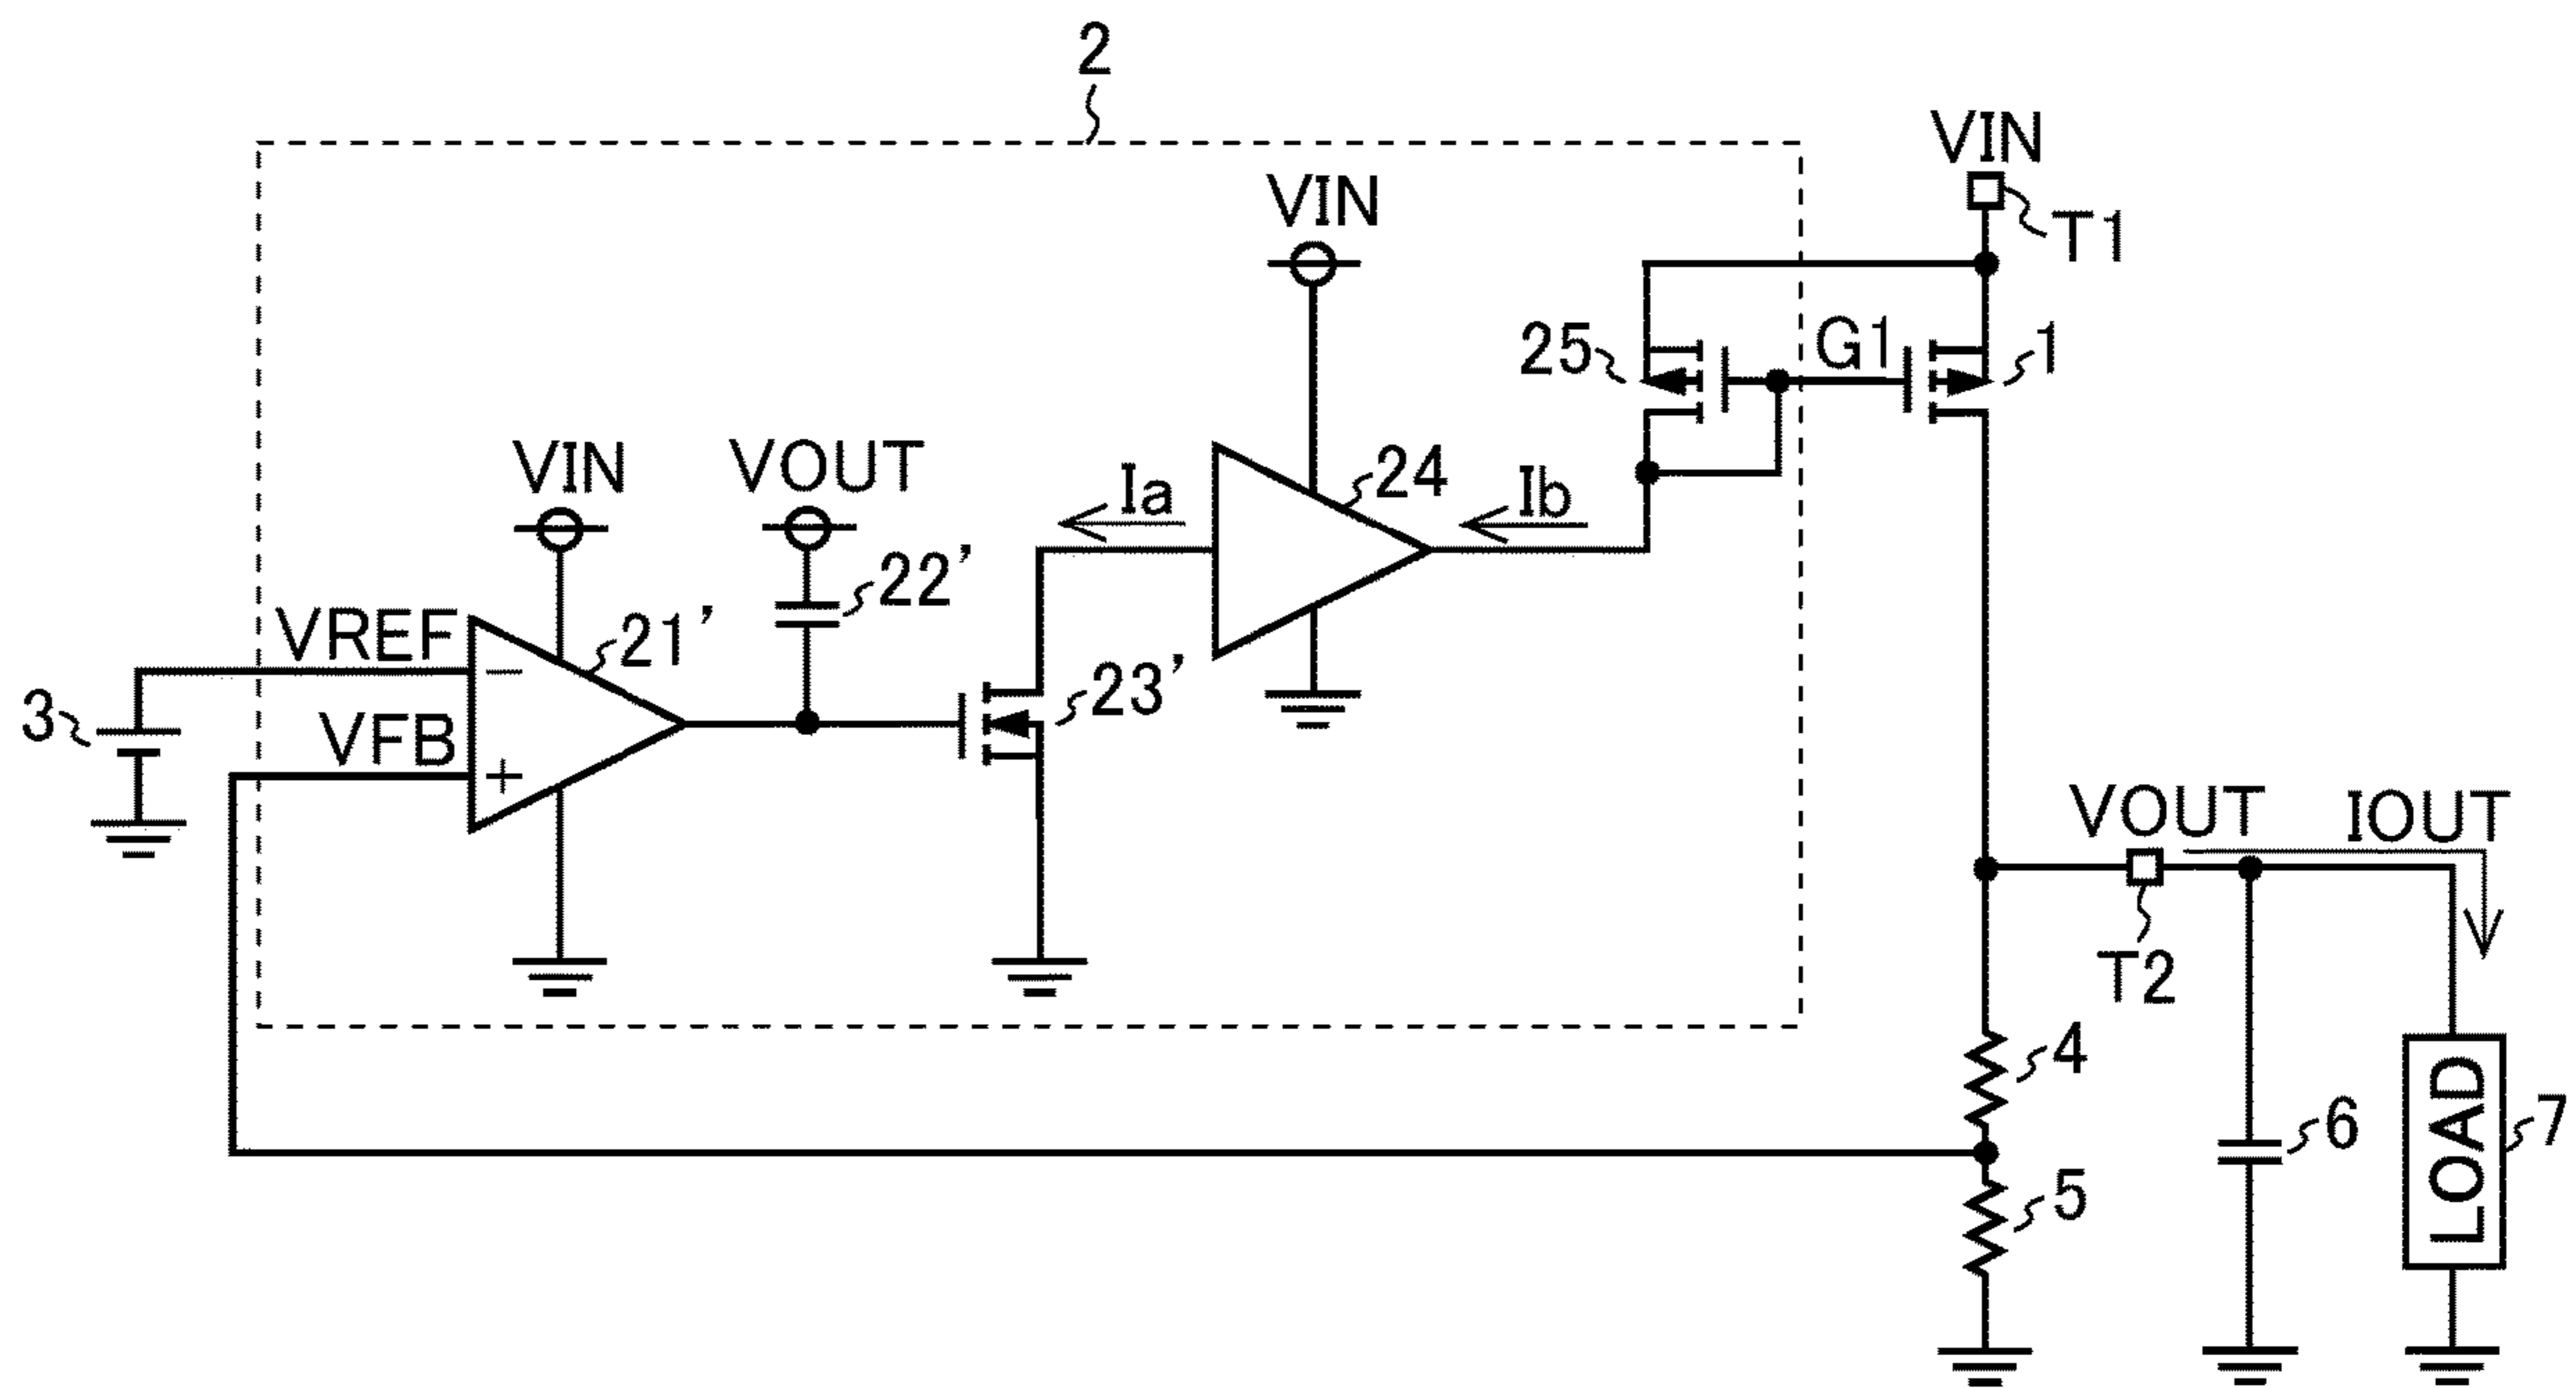 2
VIN
T1
VIN
25
G1
1
VIN
VOUT
Ia
24
Ib
22'
VREF
21'
23'
3
VFB
−
+
VOUT
IOUT
T2
4
LOAD
6
7
5